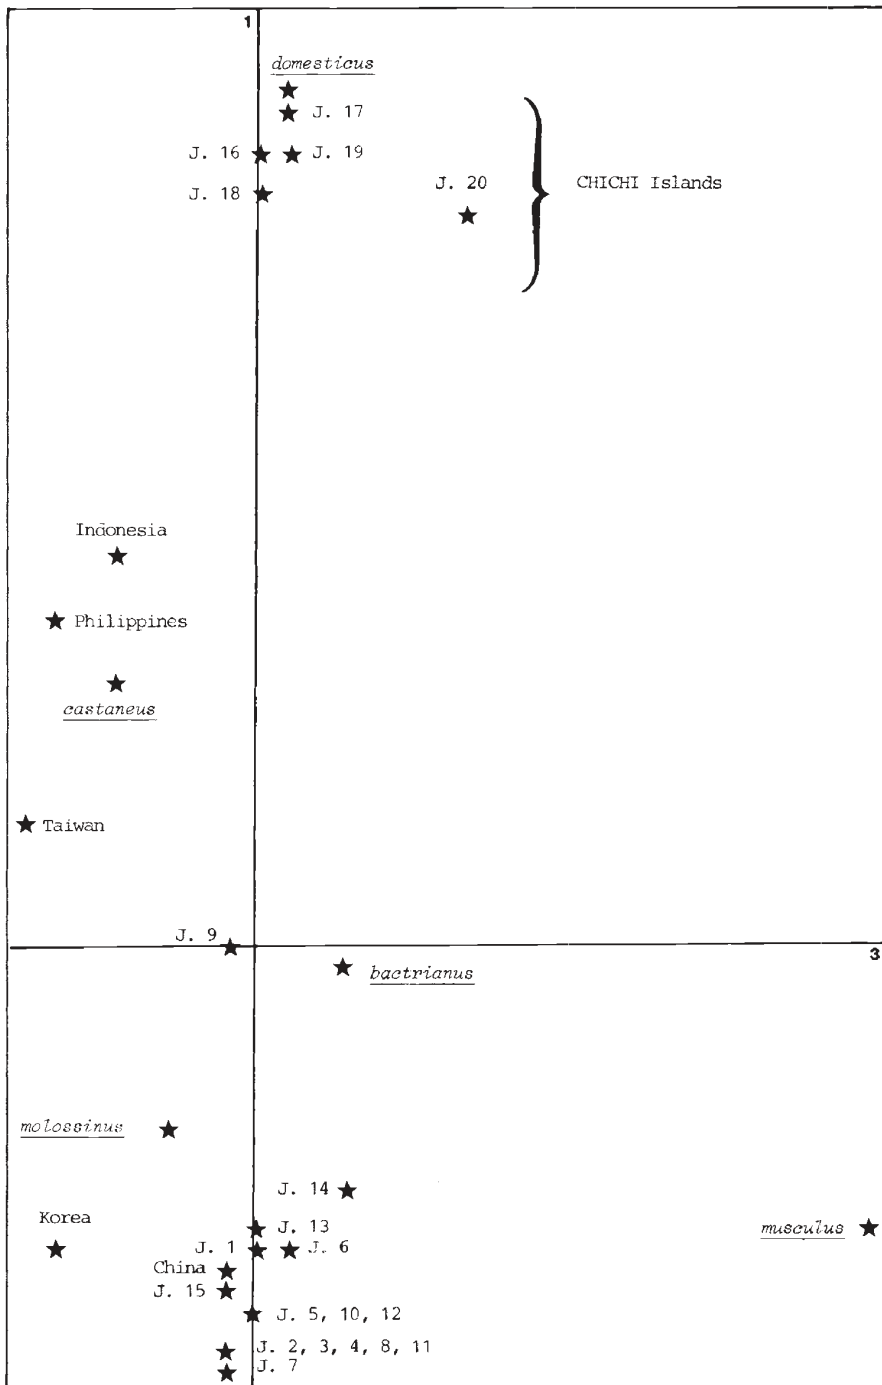 1
domesticus
J. 17
J. 16
J. 19
J. 18
J. 20
CHICHI Islands
Indonesia
Philippines
castaneus
Taiwan
J. 9
3
bactrianus
molossinus
J. 14
Korea
J. 13
musculus
J. 1
J. 6
China
J. 15
J. 5, 10, 12
J. 2, 3, 4, 8, 11
J. 7